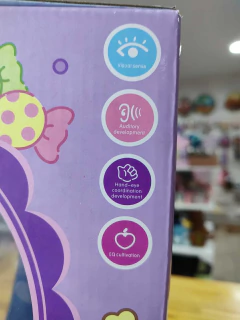 Visual sense
Auditory
development
Hand-eye
coordination
development
EQ cultivation